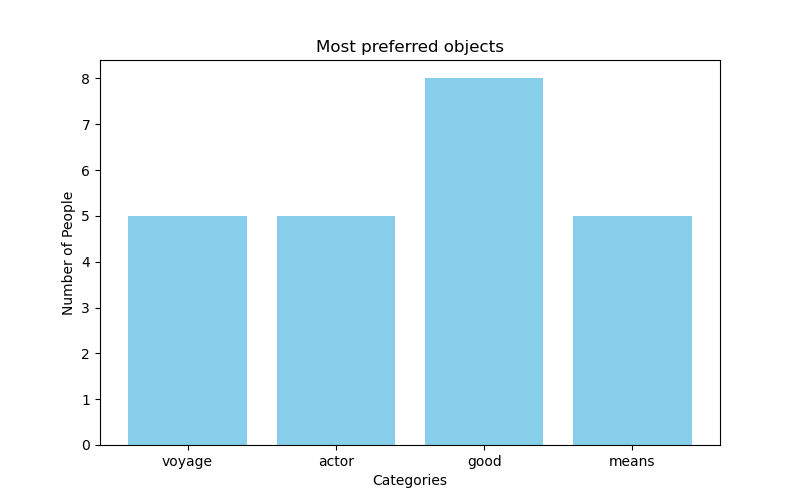 Most preferred objects
Number of People
8
7
6
5
4
3
2
1
0
voyage actor good means
Categories